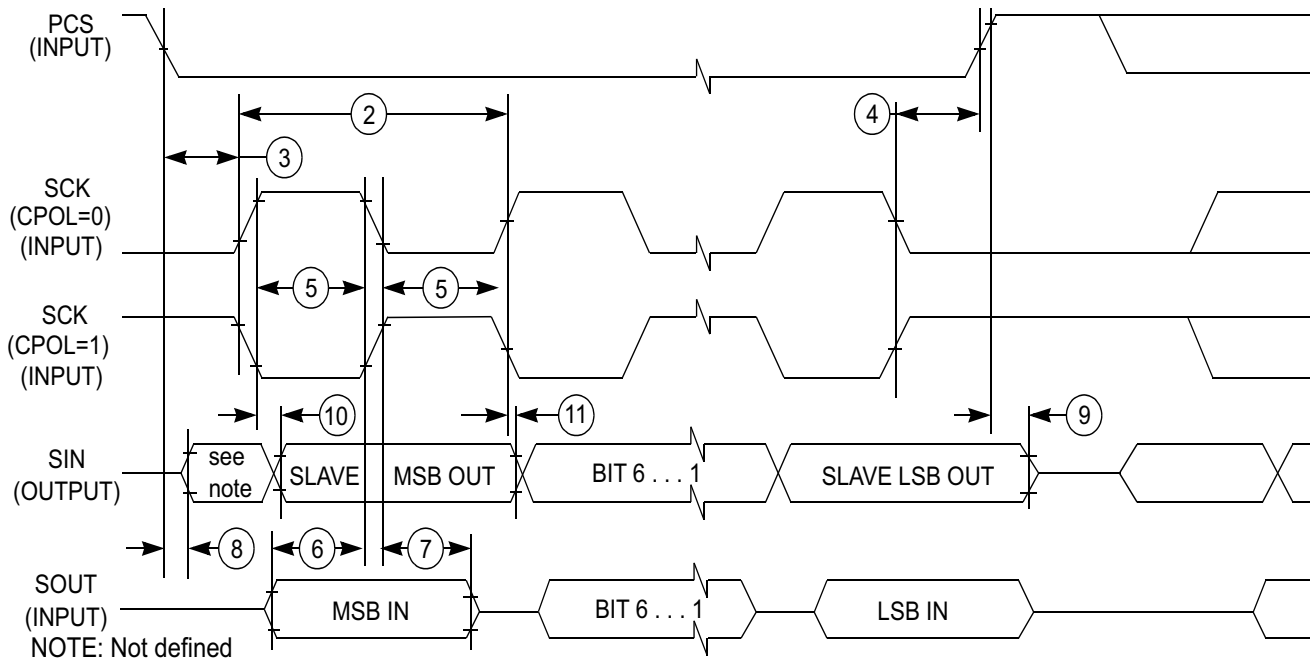 PCS
(INPUT)
2
4
3
SCK
(CPOL=0)
(INPUT)
5
5
SCK
(CPOL=1)
(INPUT)
10
11
9
SIN
(OUTPUT)
see
note
SLAVE
MSB OUT
BIT 6 . . . 1
SLAVE LSB OUT
8
6
7
SOUT
(INPUT)
MSB IN
BIT 6 . . . 1
LSB IN
NOTE: Not defined